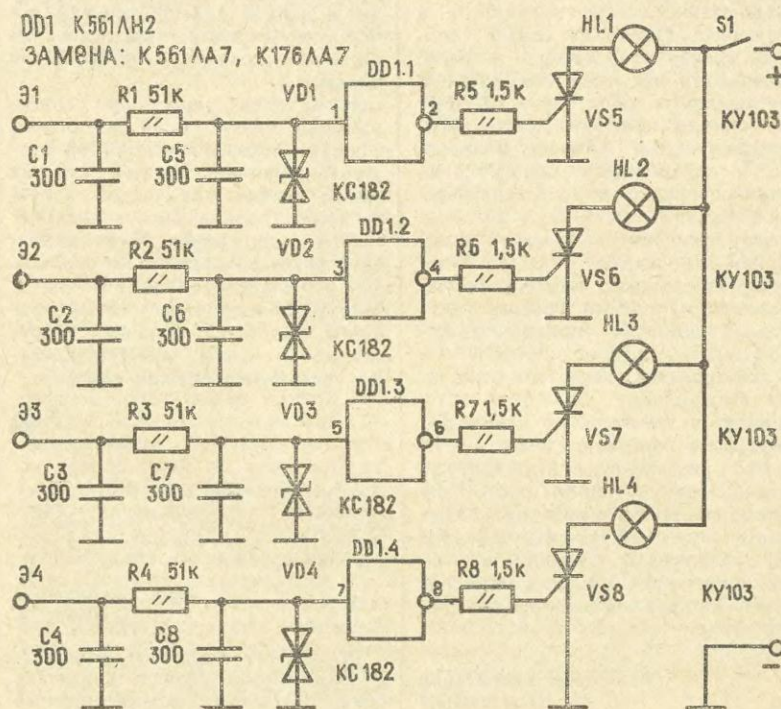 DD1 К561ЛН2
ЗАМЕНА: К561ЛА7, К176ЛА7
HL1 S1
+
Э1 R1 51к VD1 1 DD1.1 2 R5 1,5к VS5 КУ103
C1 300 C5 300 КС182
HL2
Э2 R2 51к VD2 3 DD1.2 4 R6 1,5к VS6 КУ103
C2 300 C6 300 КС182
HL3
Э3 R3 51к VD3 5 DD1.3 6 R7 1,5к VS7 КУ103
C3 300 C7 300 КС182
HL4
Э4 R4 51к VD4 7 DD1.4 8 R8 1,5к VS8 КУ103
C4 300 C8 300 КС182
−